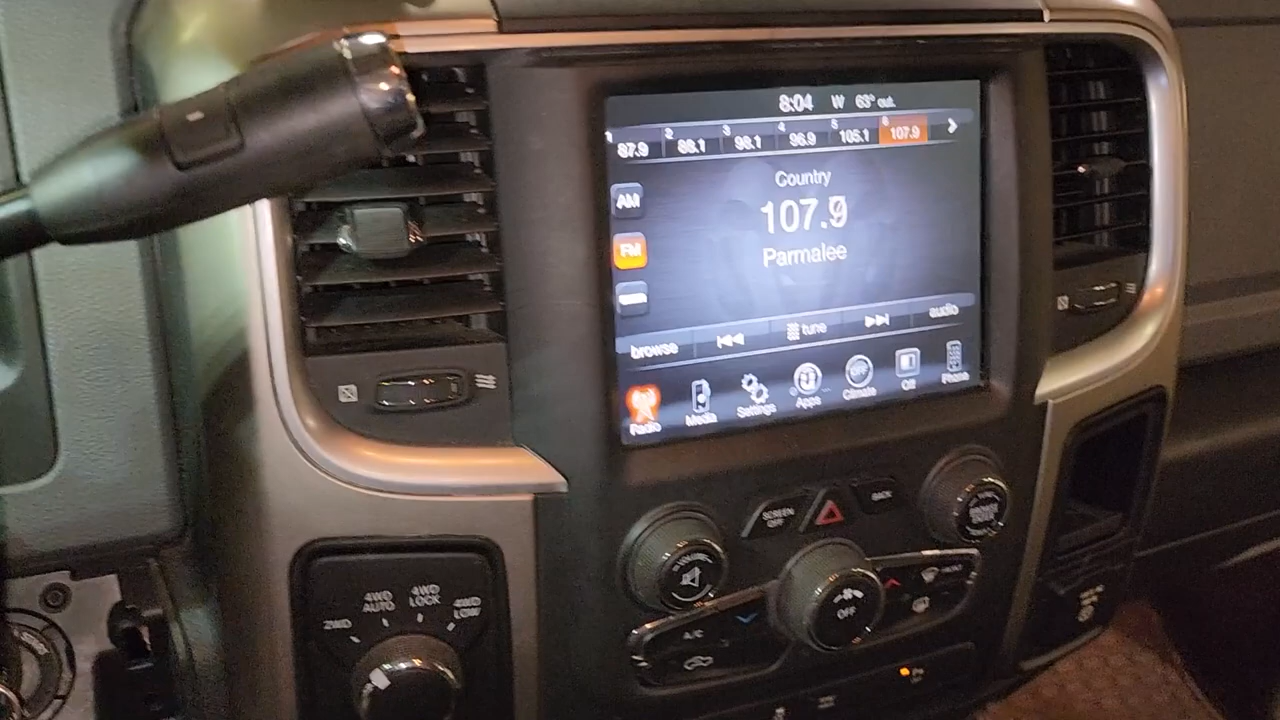 8:04 W 63° out.
1 2 3 4 5 6
87.9 88.1 98.1 96.9 105.1 107.9
Country
AM
107.9
FM
Parmalee
browse tune audio
Radio Media Settings Apps OFF Climate Off Phone
SCREEN OFF
BACK
2WD
4WD AUTO
4WD LOCK
4WD LOW
OFF
A/C